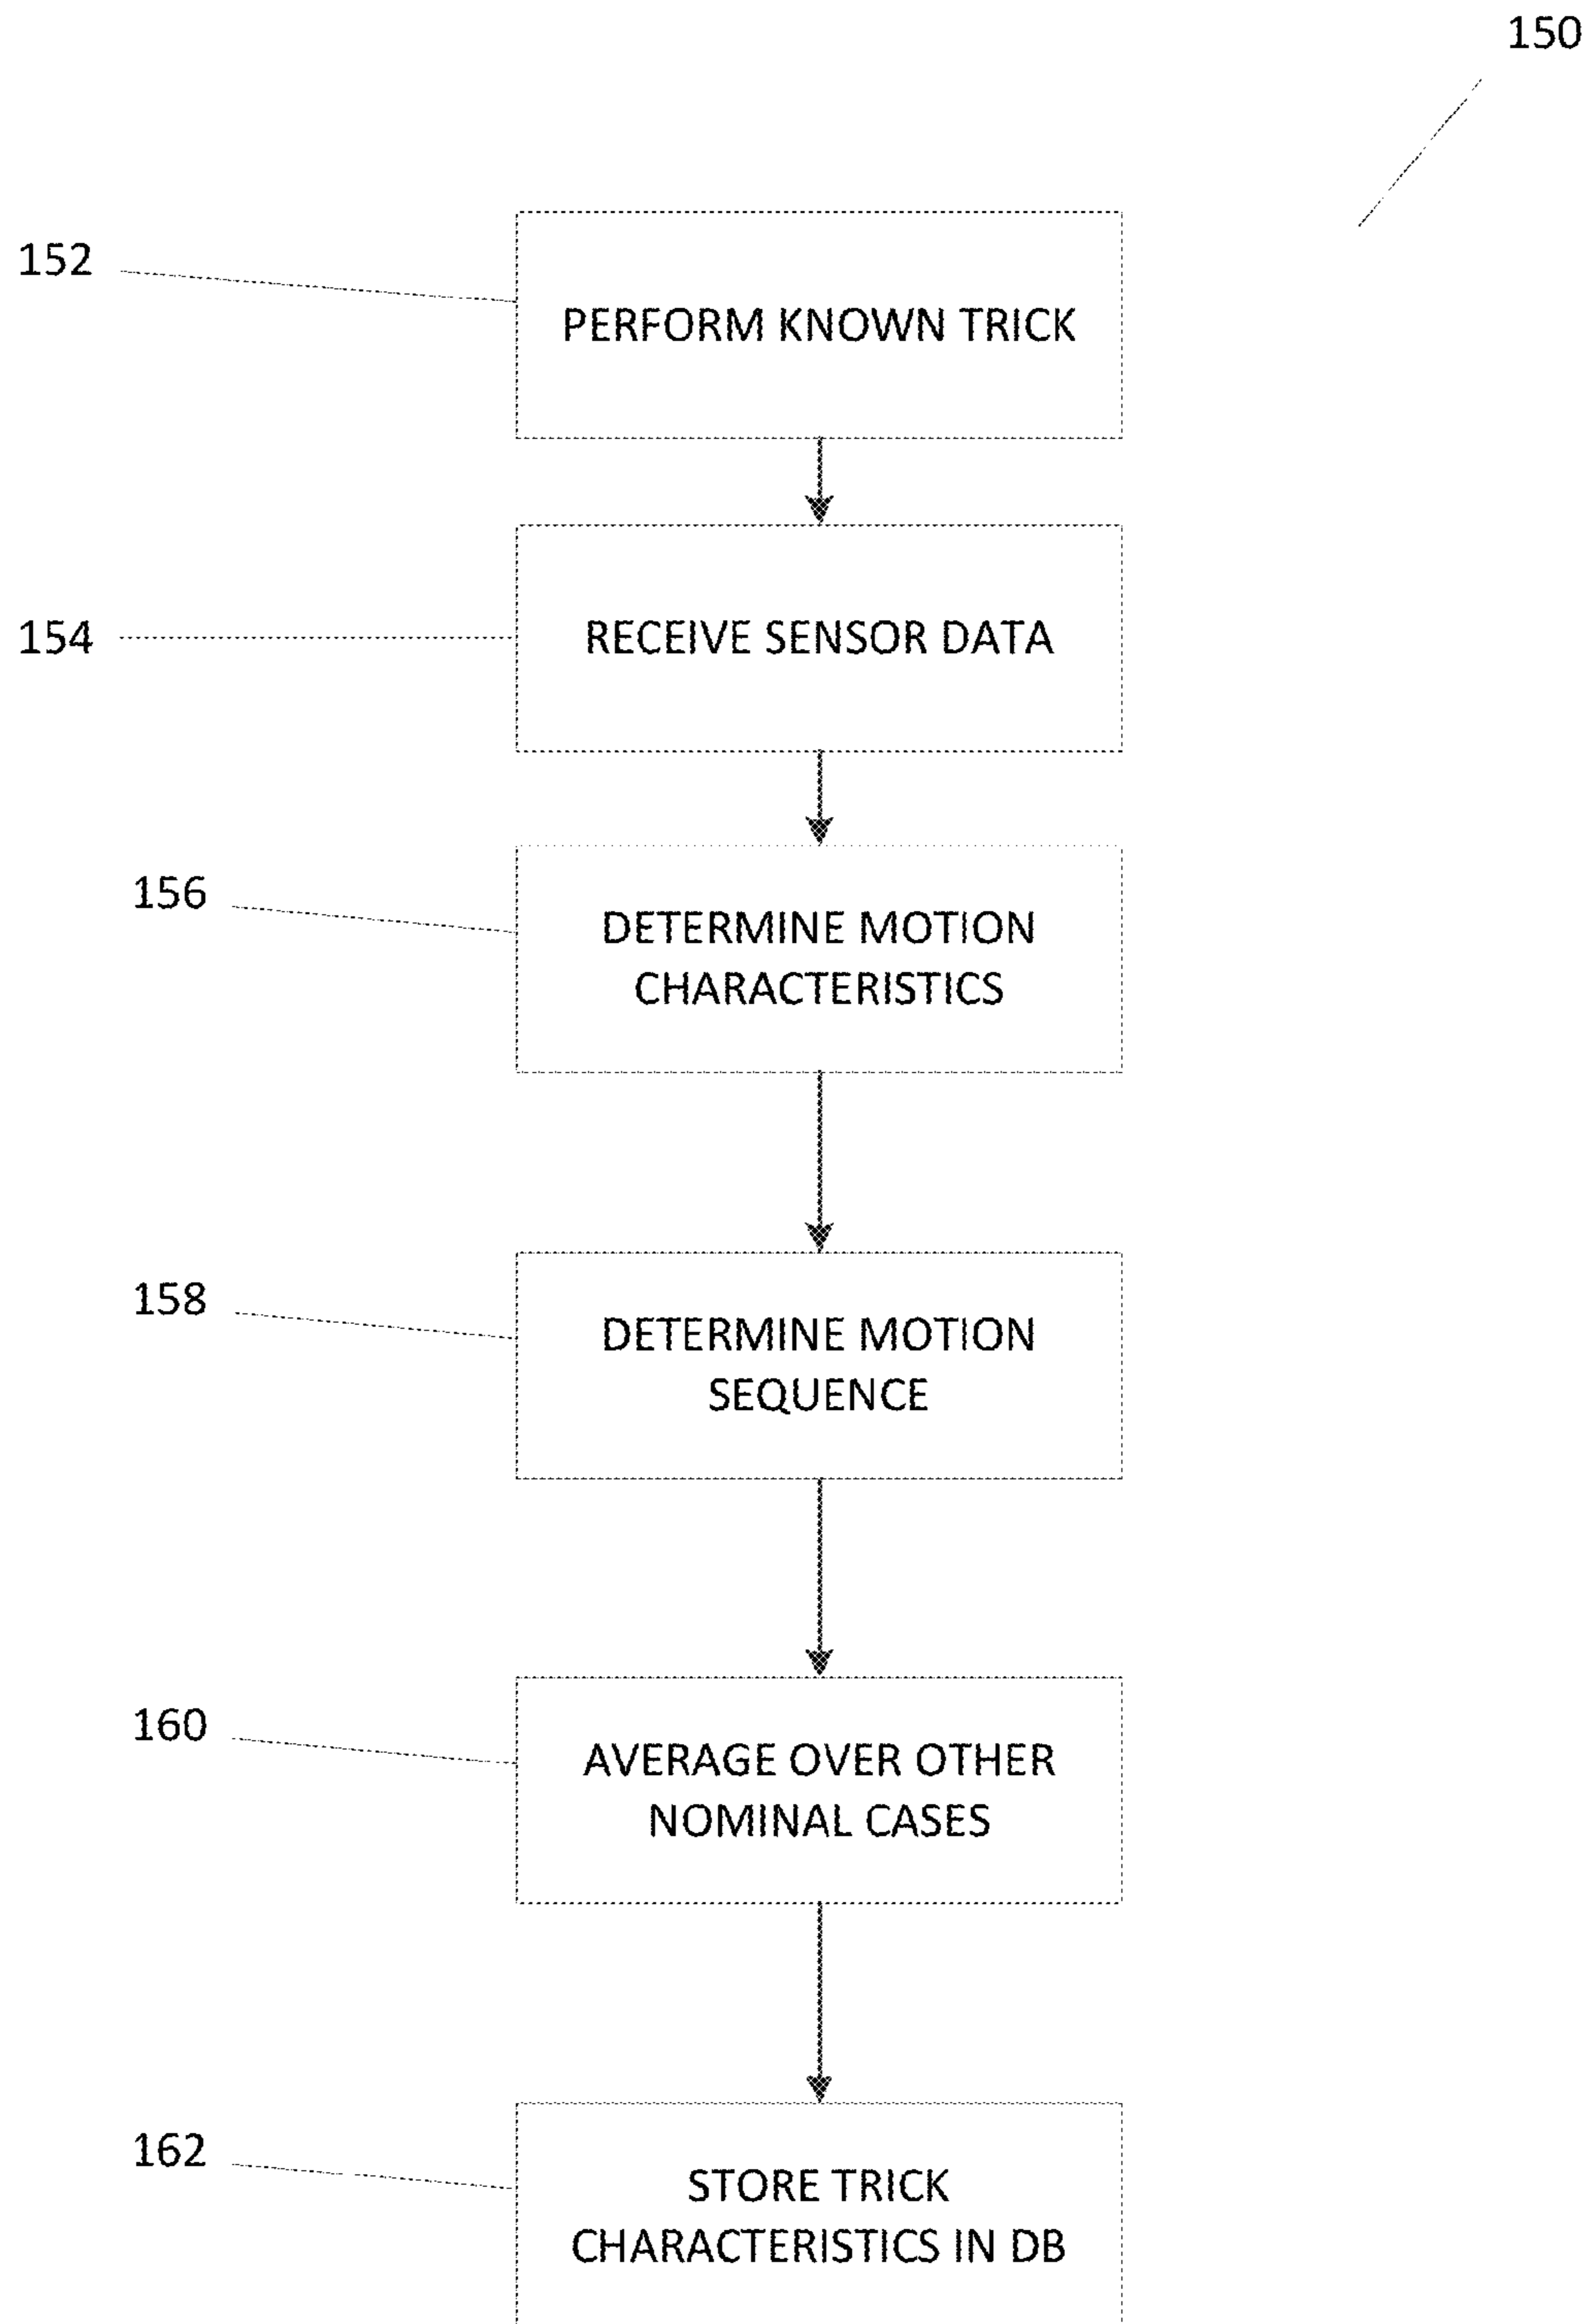 150
152
PERFORM KNOWN TRICK
154
RECEIVE SENSOR DATA
156
DETERMINE MOTION
CHARACTERISTICS
158
DETERMINE MOTION
SEQUENCE
160
AVERAGE OVER OTHER
NOMINAL CASES
162
STORE TRICK
CHARACTERISTICS IN DB